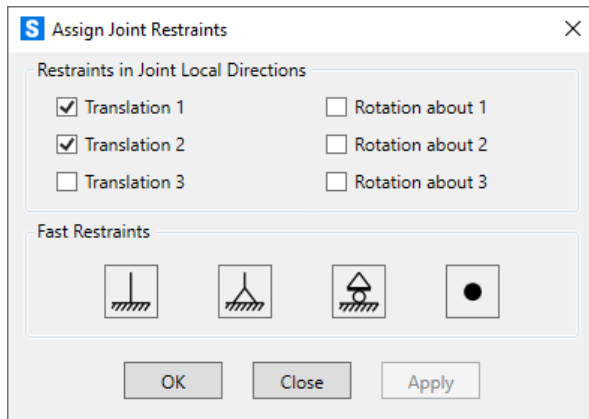 S Assign Joint Restraints
Restraints in Joint Local Directions
Translation 1
Rotation about 1
Translation 2
Rotation about 2
Translation 3
Rotation about 3
Fast Restraints
OK
Close
Apply